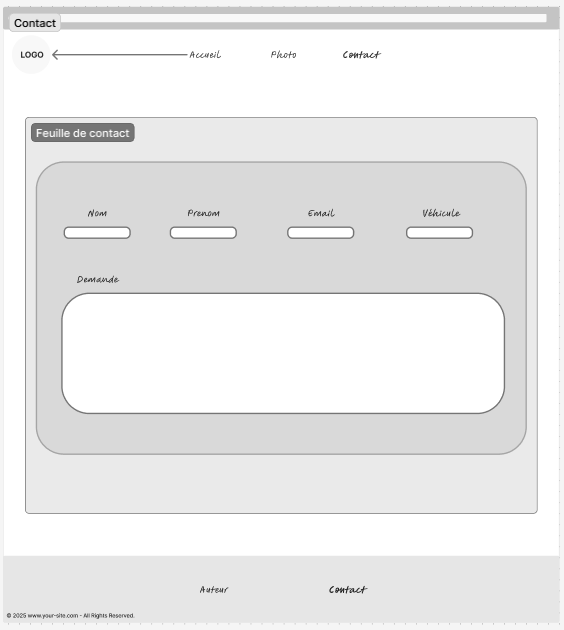 Contact
LOGO Accueil Photo Contact
Feuille de contact
Nom Prenom Email Véhicule
Demande
Auteur Contact
© 2025 www.your-site.com - All Rights Reserved.